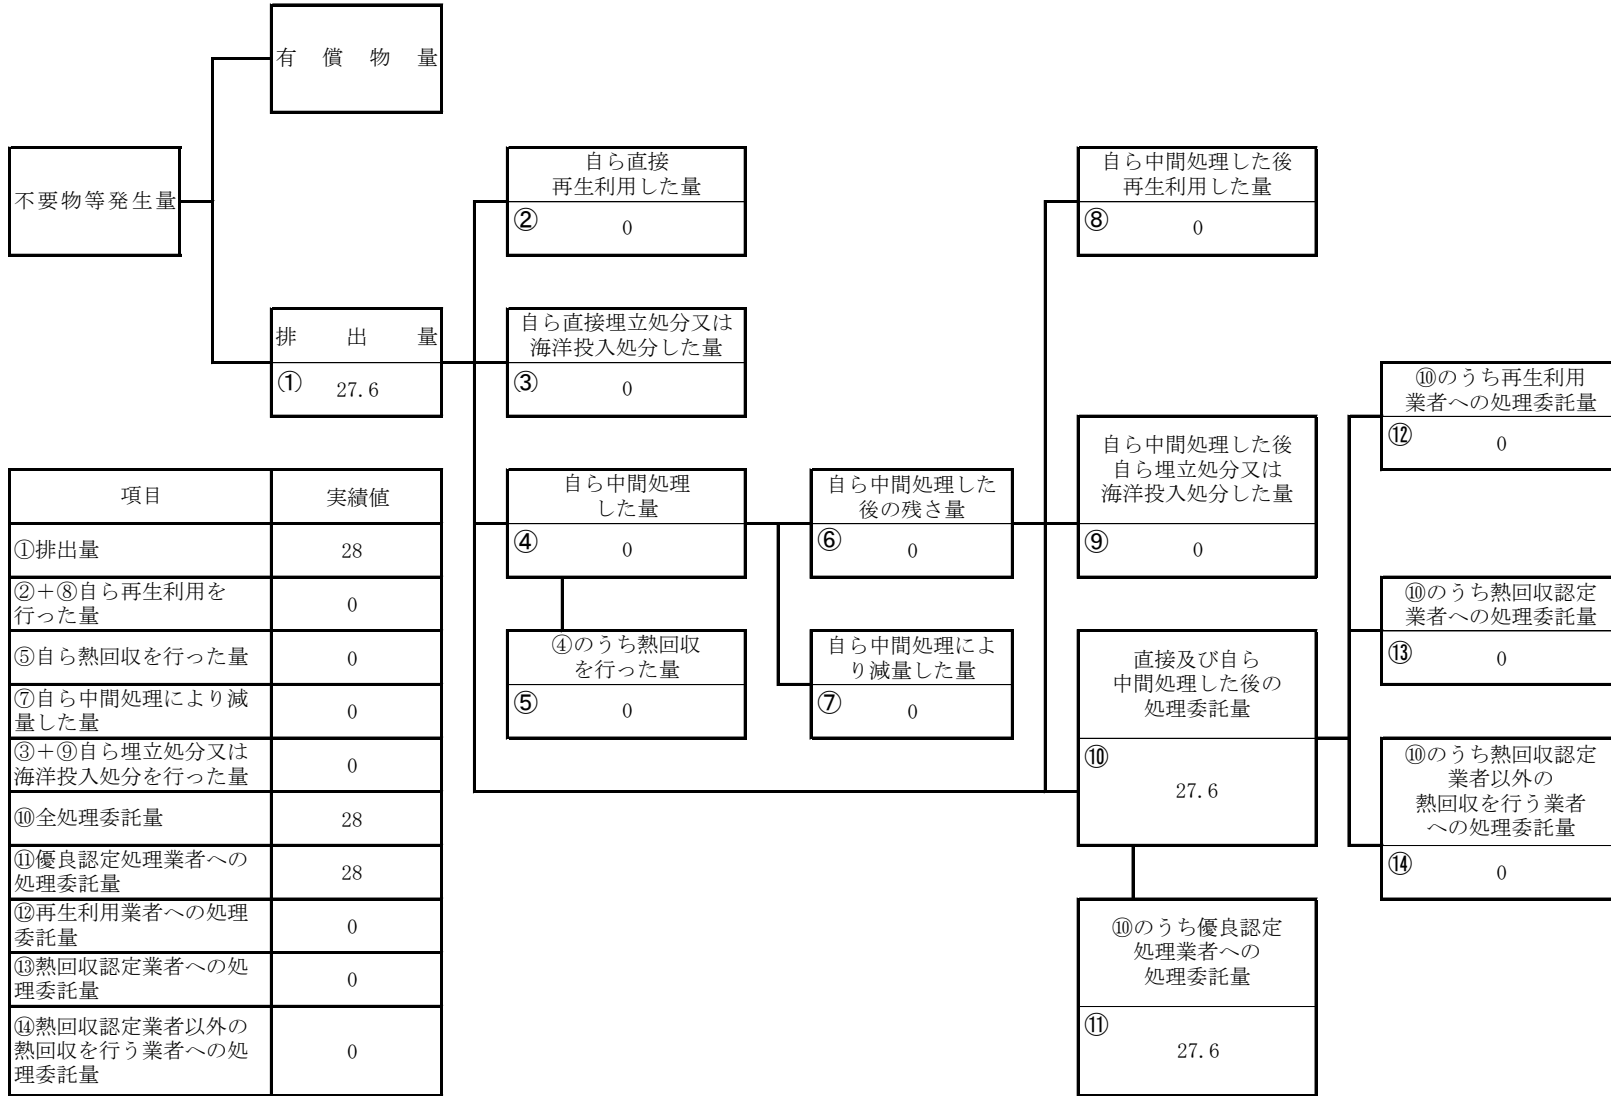 有償物量
不要物等発生量
排出量
① 27.6
自ら直接
再生利用した量
② 0
自ら直接埋立処分又は
海洋投入処分した量
③ 0
自ら中間処理
した量
④ 0
④のうち熱回収
を行った量
⑤ 0
自ら中間処理した
後の残さ量
⑥ 0
自ら中間処理によ
り減量した量
⑦ 0
自ら中間処理した後
再生利用した量
⑧ 0
自ら中間処理した後
自ら埋立処分又は
海洋投入処分した量
⑨ 0
直接及び自ら
中間処理した後の
処理委託量
⑩
27.6
⑩のうち優良認定
処理業者への
処理委託量
⑪
27.6
⑩のうち再生利用
業者への処理委託量
⑫ 0
⑩のうち熱回収認定
業者への処理委託量
⑬ 0
⑩のうち熱回収認定
業者以外の
熱回収を行う業者
への処理委託量
⑭ 0
項目 実績値
①排出量 28
②+⑧自ら再生利用を
行った量 0
⑤自ら熱回収を行った量 0
⑦自ら中間処理により減
量した量 0
③+⑨自ら埋立処分又は
海洋投入処分を行った量 0
⑩全処理委託量 28
⑪優良認定処理業者への
処理委託量 28
⑫再生利用業者への処理
委託量 0
⑬熱回収認定業者への処
理委託量 0
⑭熱回収認定業者以外の
熱回収を行う業者への処 0
理委託量